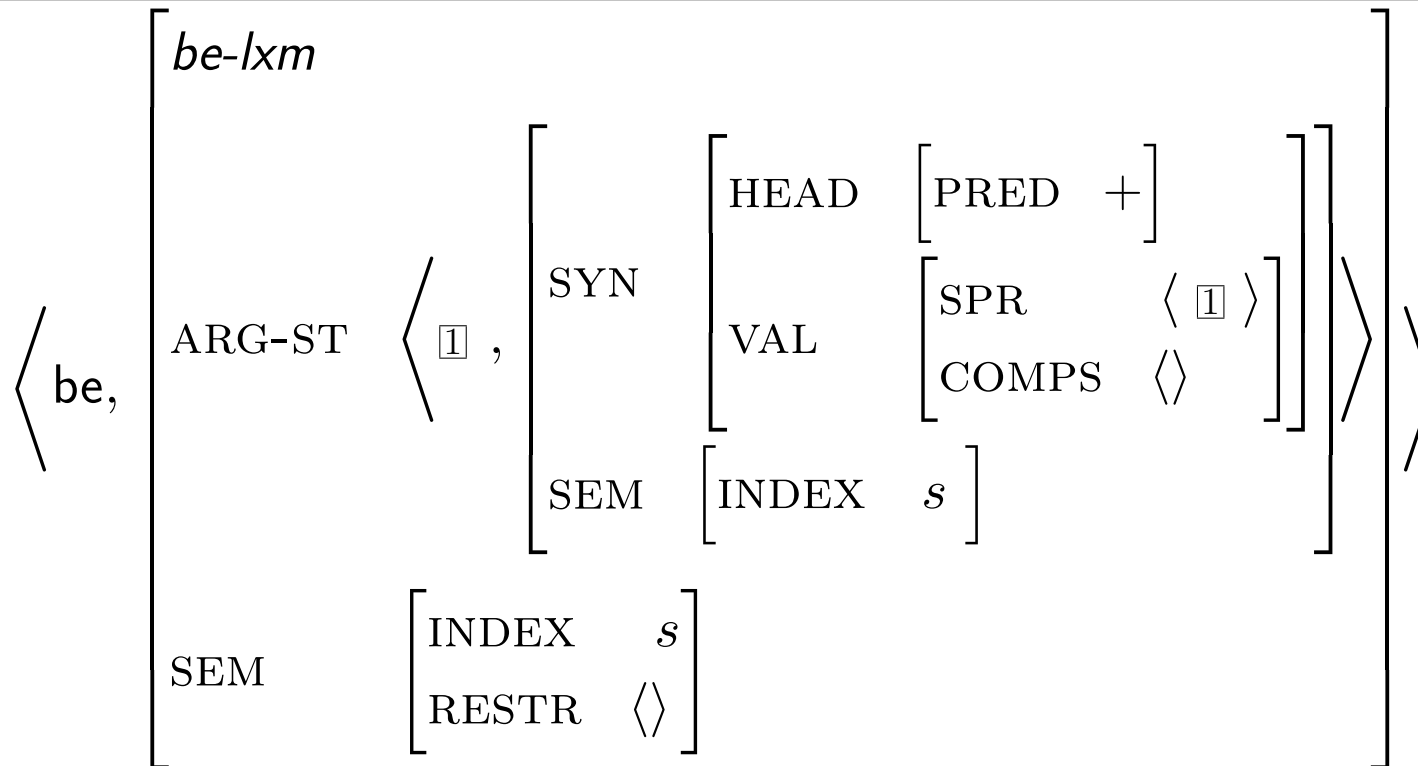 be-lxm
HEAD [PRED +]
SYN
SPR ⟨ 1 ⟩
be, ARG-ST ⟨ 1 , VAL
COMPS ⟨⟩
SEM [INDEX s]
INDEX s
SEM
RESTR ⟨⟩